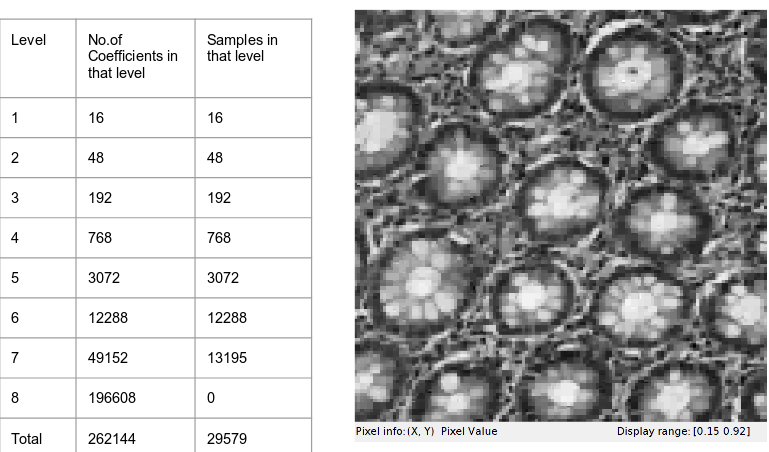 Level No.of Coefficients in that level Samples in that level
1 16 16
2 48 48
3 192 192
4 768 768
5 3072 3072
6 12288 12288
7 49152 13195
8 196608 0
Total 262144 29579
Pixel info: (X, Y) Pixel Value Display range: [0.15 0.92]